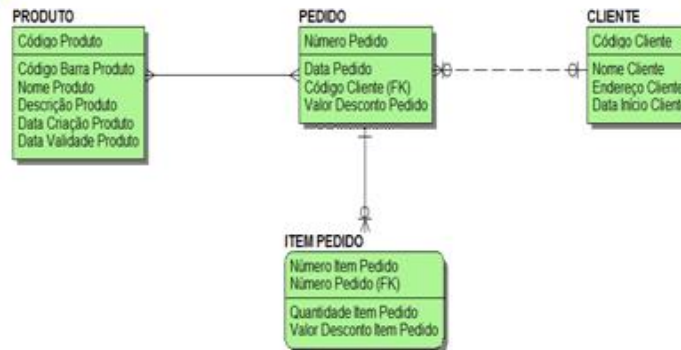 PRODUTO
Código Produto
Código Barra Produto
Nome Produto
Descrição Produto
Data Criação Produto
Data Validade Produto
PEDIDO
Número Pedido
Data Pedido
Código Cliente (FK)
Valor Desconto Pedido
CLIENTE
Código Cliente
Nome Cliente
Endereço Cliente
Data Início Client
ITEM PEDIDO
Número Item Pedido
Número Pedido (FK)
Quantidade Item Pedido
Valor Desconto Item Pedido